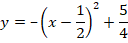 y = −(x − 1/2)² + 5/4